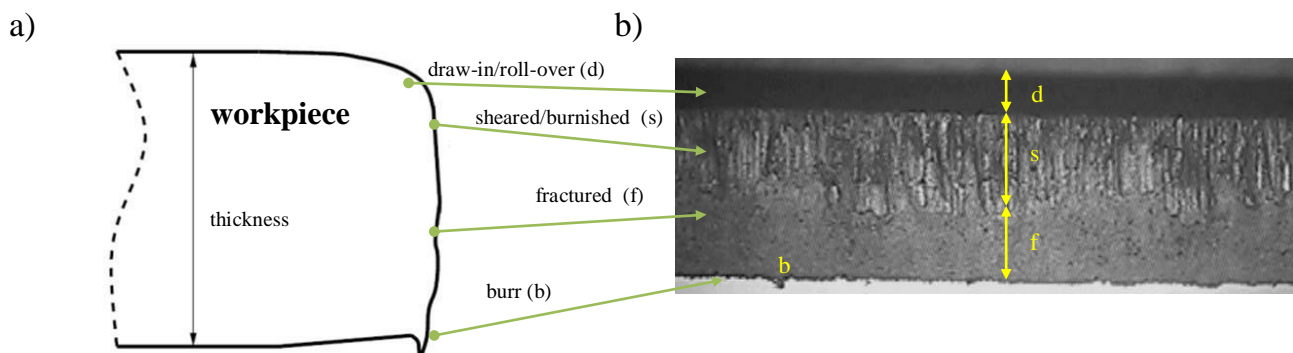 a)
b)
draw-in/roll-over (d)
d
workpiece
sheared/burnished (s)
s
fractured (f)
thickness
f
b
burr (b)